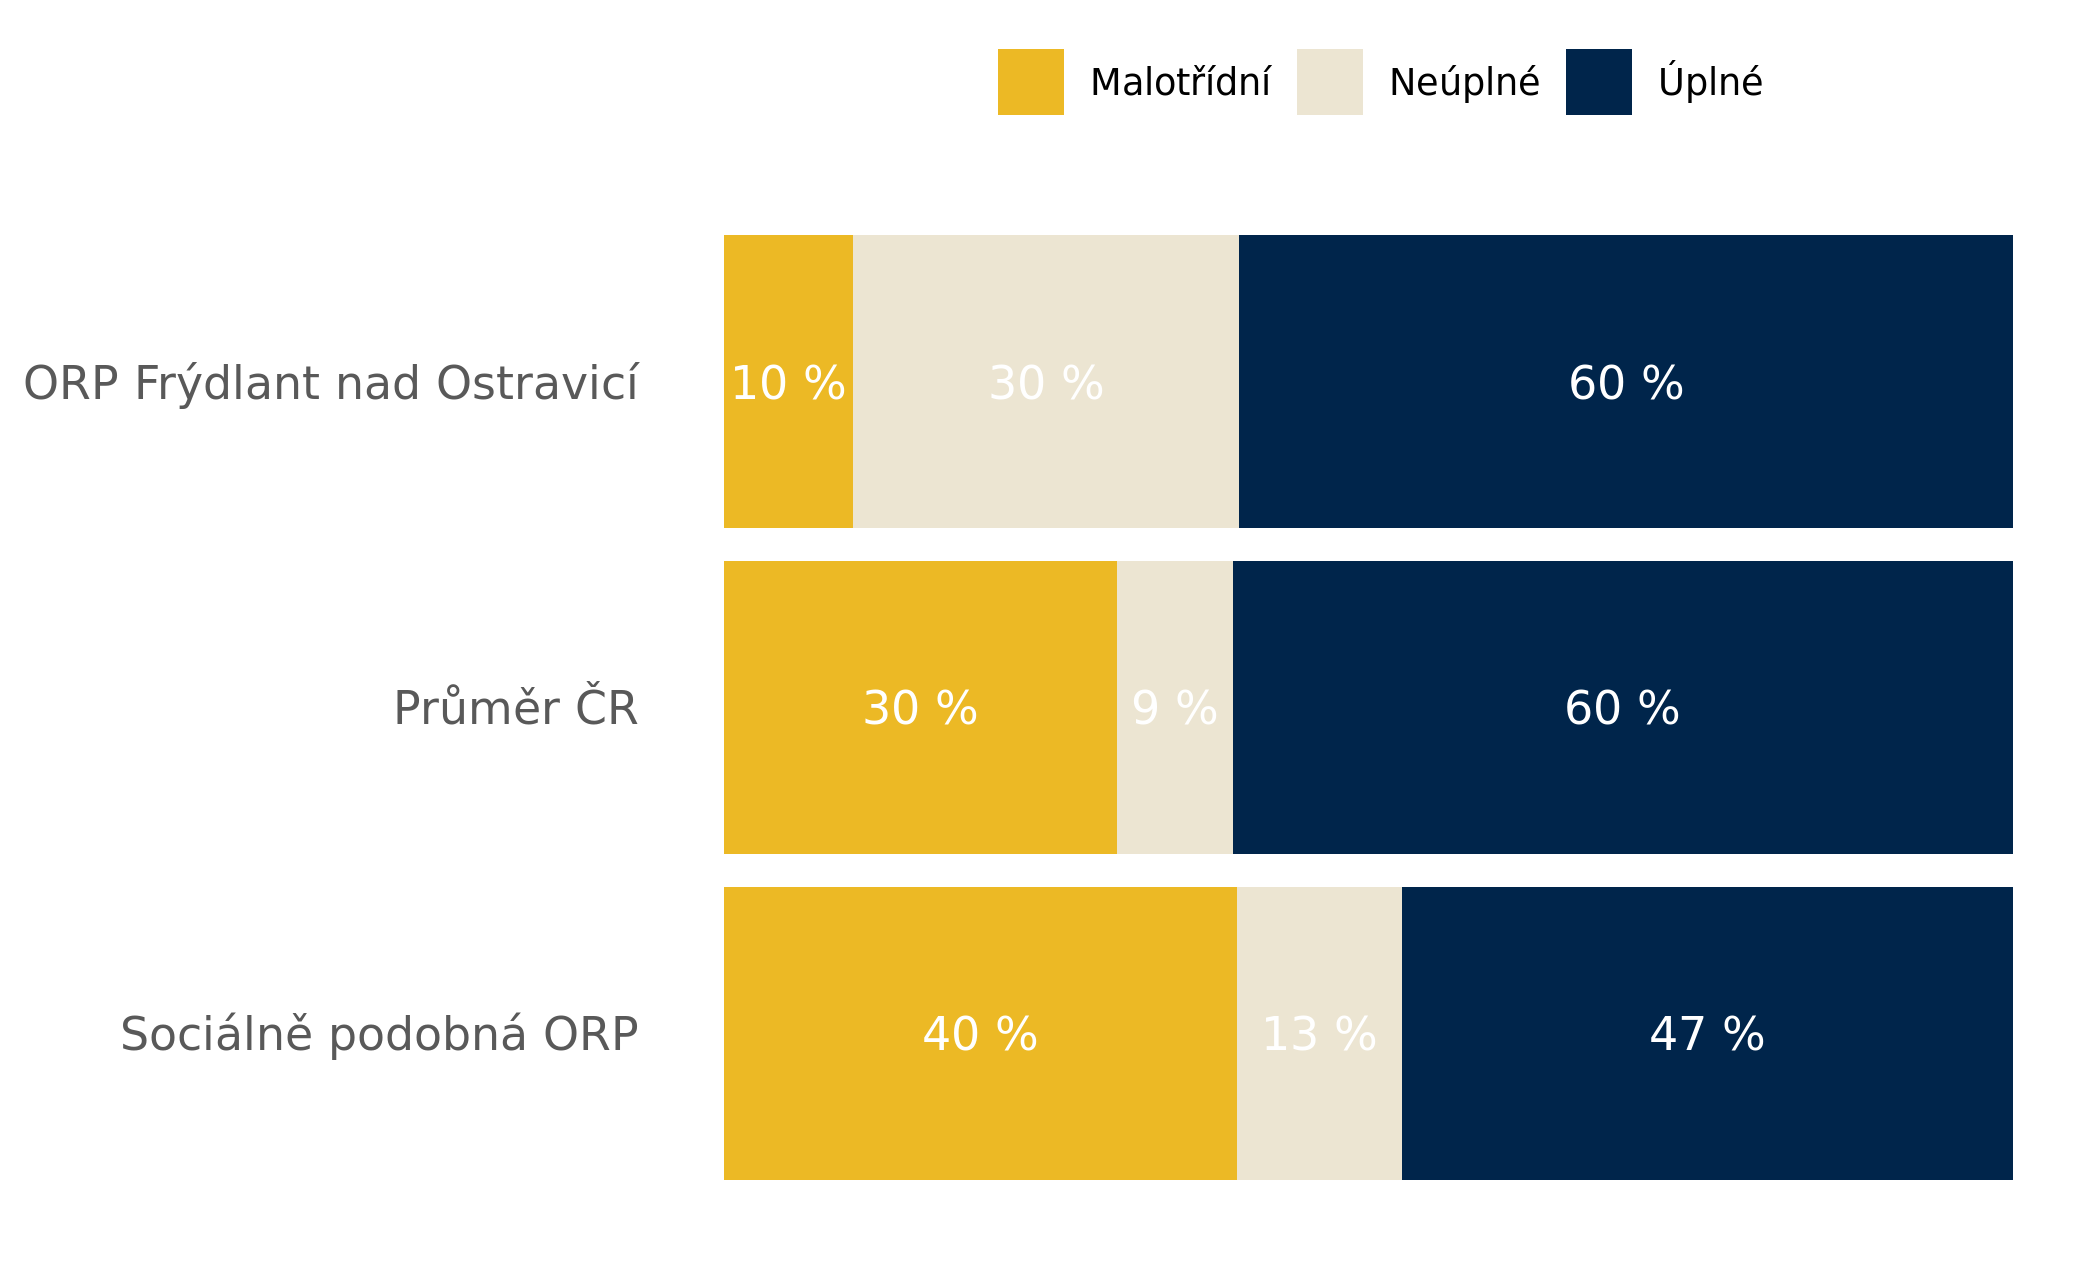 Malotřídní Neúplné Úplné
ORP Frýdlant nad Ostravicí 10 % 30 % 60 %
Průměr ČR 30 % 9 % 60 %
Sociálně podobná ORP 40 % 13 % 47 %